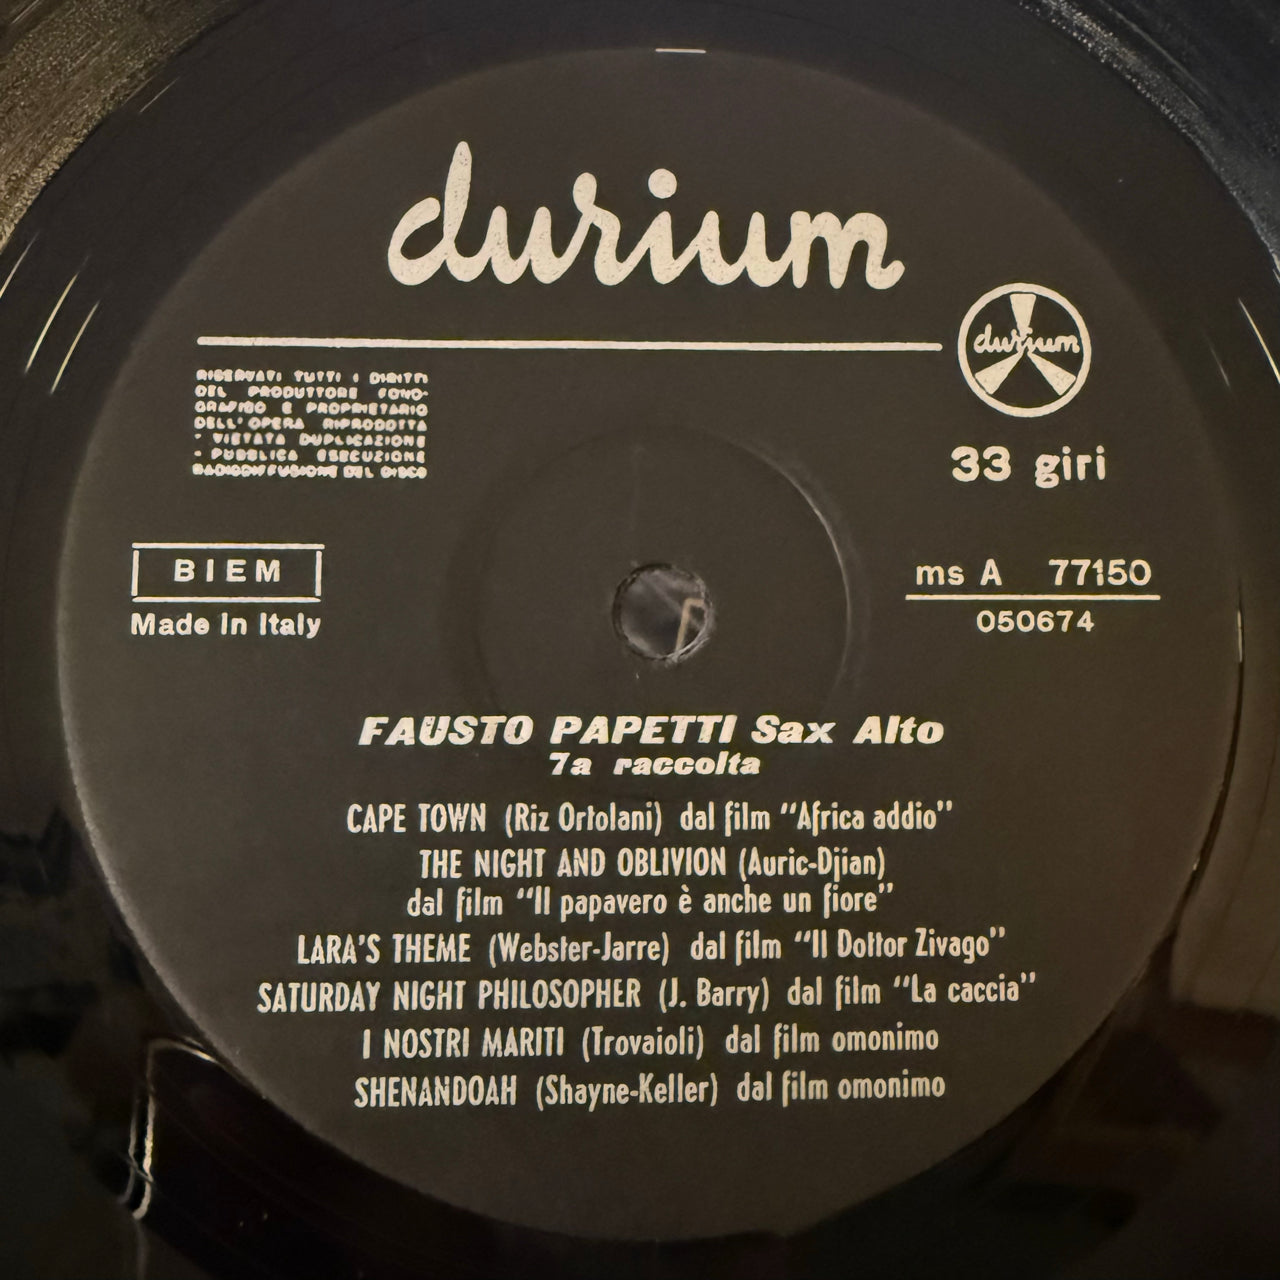 durium
durium
RISERVATI TUTTI I DIRITTI
DEL PRODUTTORE FONO-
GRAFICO E PROPRIETARIO
DELL'OPERA RIPRODOTTA
- VIETATA DUPLICAZIONE
- PUBBLICA ESECUZIONE
RADIODIFFUSIONE DEL DISCO
33 giri
BIEM
Made in Italy
ms A 77150
050674
FAUSTO PAPETTI Sax Alto
7a raccolta
CAPE TOWN (Riz Ortolani) dal film "Africa addio"
THE NIGHT AND OBLIVION (Auric-Djian)
dal film "Il papavero è anche un fiore"
LARA'S THEME (Webster-Jarre) dal film "Il Dottor Zivago"
SATURDAY NIGHT PHILOSOPHER (J. Barry) dal film "La caccia"
I NOSTRI MARITI (Trovaioli) dal film omonimo
SHENANDOAH (Shayne-Keller) dal film omonimo